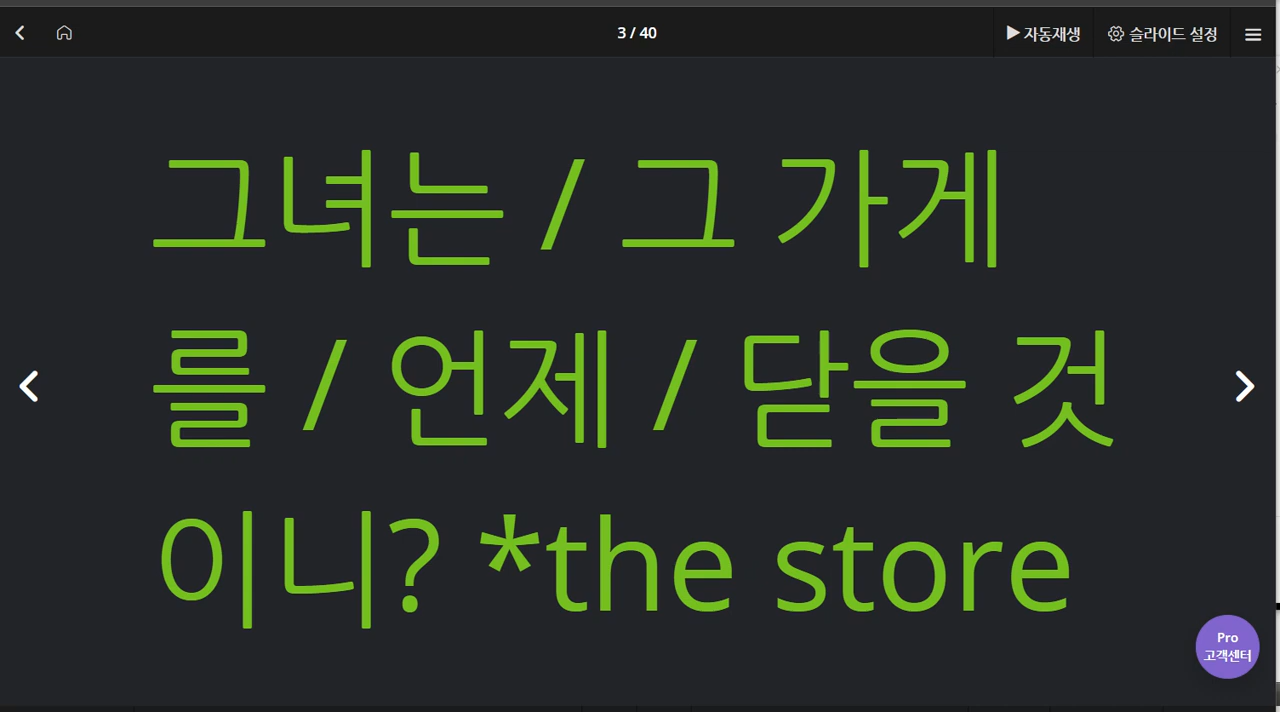 3 / 40
▶ 자동재생
슬라이드 설정
그녀는 / 그 가게
를 / 언제 / 닫을 것
이니? *the store
Pro
고객센터